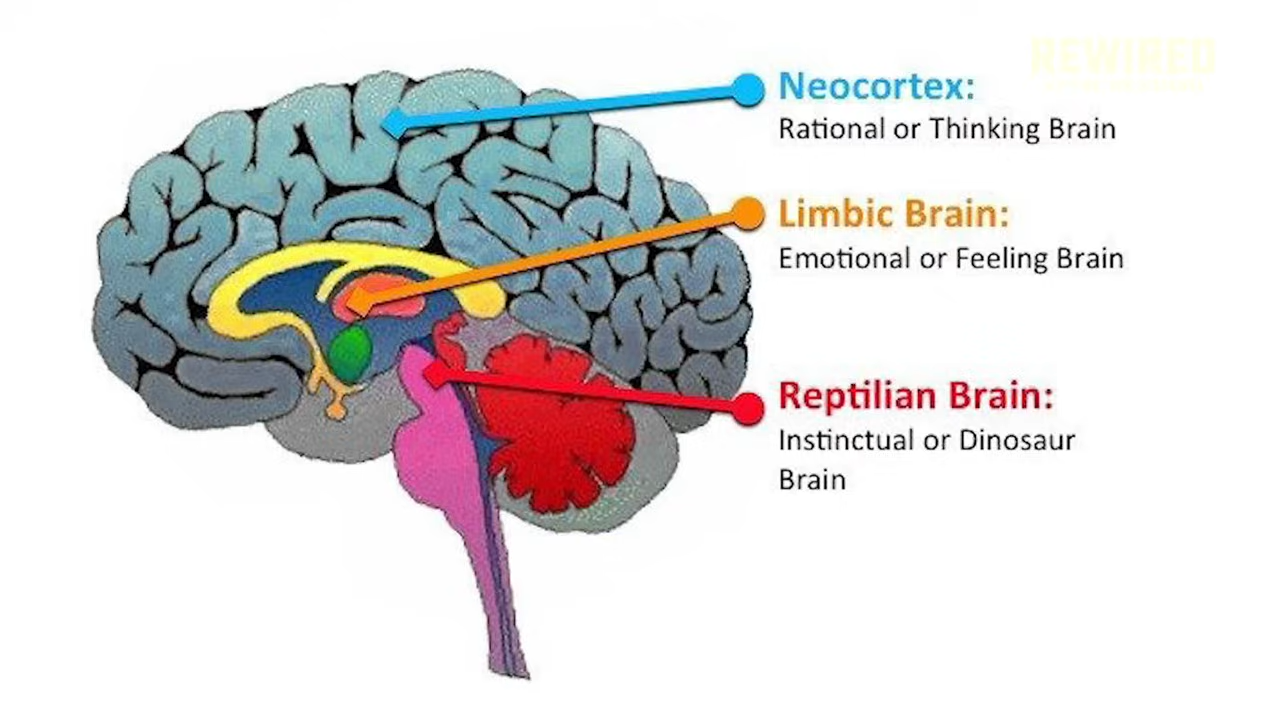 REWIRED
Neocortex:
Rational or Thinking Brain
Limbic Brain:
Emotional or Feeling Brain
Reptilian Brain:
Instinctual or Dinosaur
Brain